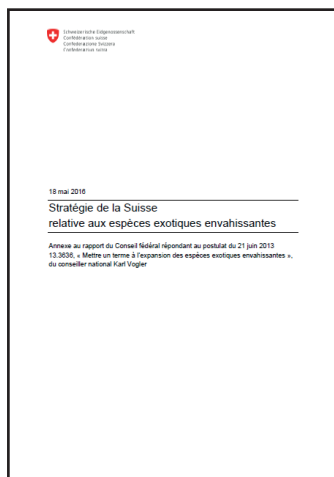 Schweizerische Eidgenossenschaft
Confédération suisse
Confederazione Svizzera
Confederaziun svizra
18 mai 2016
Stratégie de la Suisse
relative aux espèces exotiques envahissantes
Annexe au rapport du Conseil fédéral répondant au postulat du 21 juin 2013
13.3636, « Mettre un terme à l'expansion des espèces exotiques envahissantes »,
du conseiller national Karl Vogler